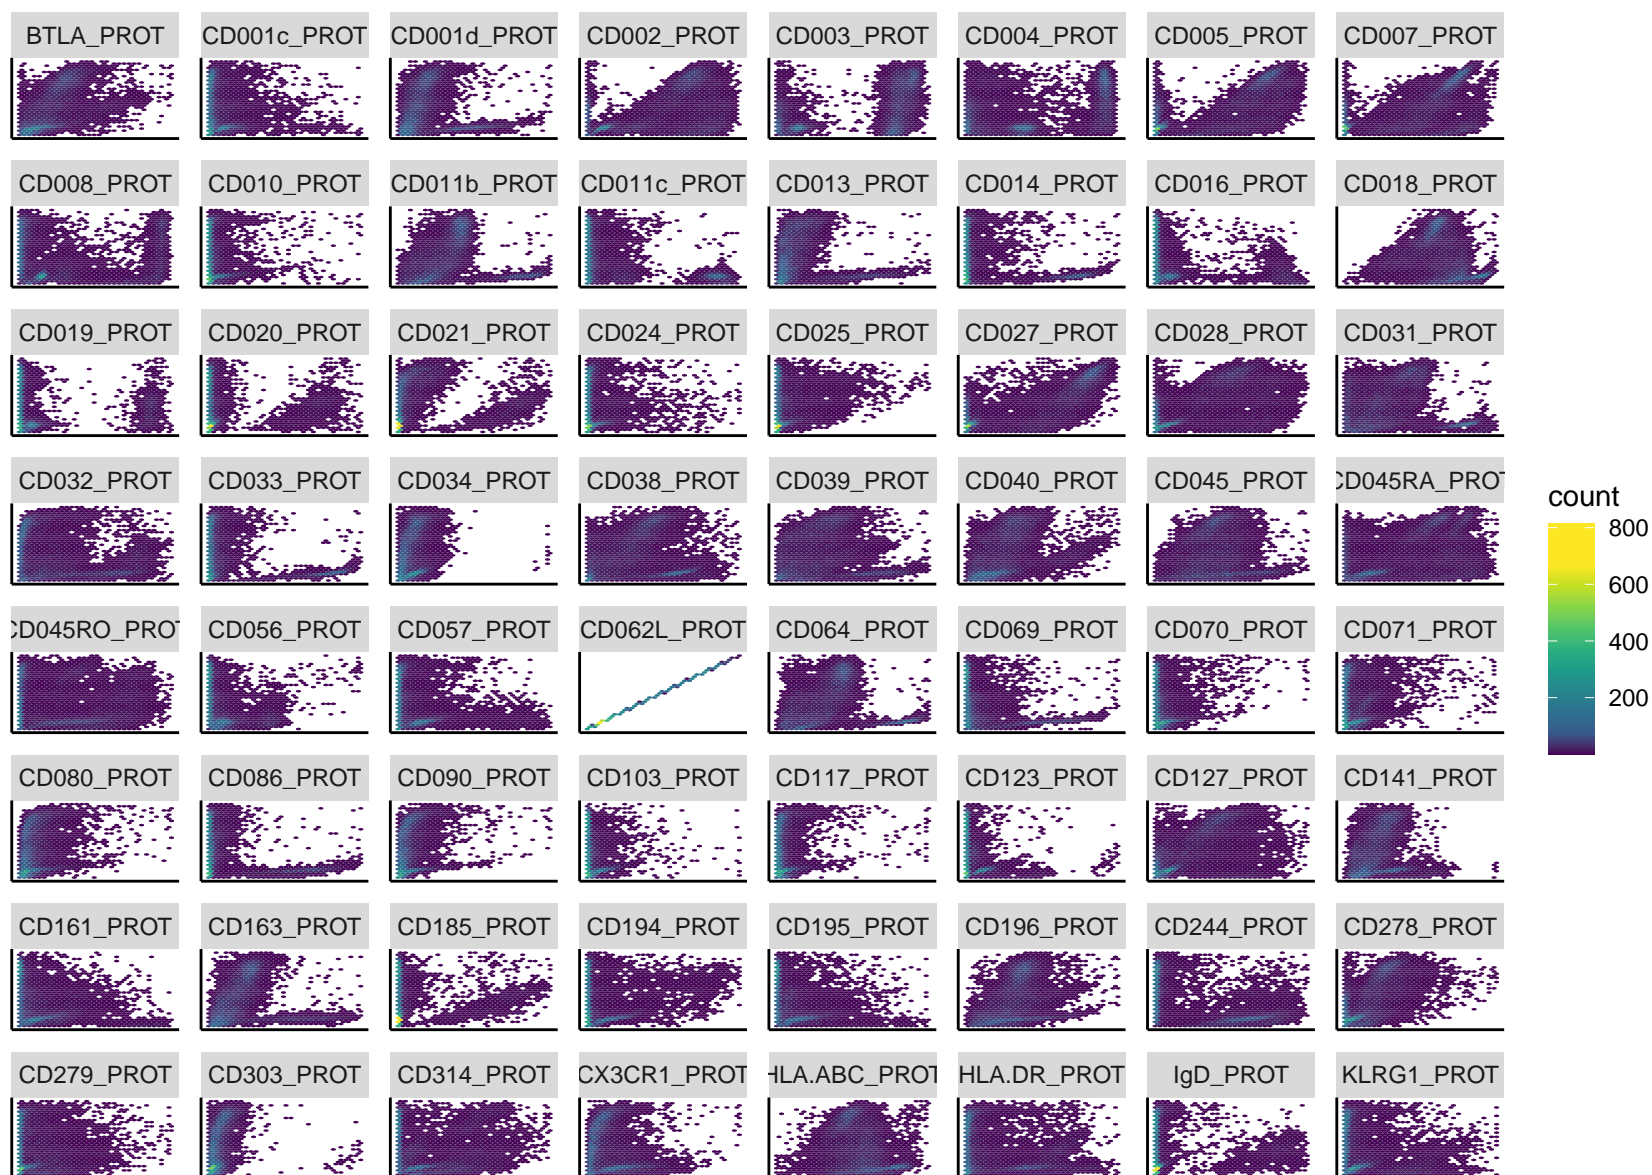 BTLA_PROT CD001c_PROT CD001d_PROT CD002_PROT CD003_PROT CD004_PROT CD005_PROT CD007_PROT
CD008_PROT CD010_PROT CD011b_PROT CD011c_PROT CD013_PROT CD014_PROT CD016_PROT CD018_PROT
CD019_PROT CD020_PROT CD021_PROT CD024_PROT CD025_PROT CD027_PROT CD028_PROT CD031_PROT
CD032_PROT CD033_PROT CD034_PROT CD038_PROT CD039_PROT CD040_PROT CD045_PROT CD045RA_PROT
CD045RO_PROT CD056_PROT CD057_PROT CD062L_PROT CD064_PROT CD069_PROT CD070_PROT CD071_PROT
CD080_PROT CD086_PROT CD090_PROT CD103_PROT CD117_PROT CD123_PROT CD127_PROT CD141_PROT
CD161_PROT CD163_PROT CD185_PROT CD194_PROT CD195_PROT CD196_PROT CD244_PROT CD278_PROT
CD279_PROT CD303_PROT CD314_PROT CX3CR1_PROT HLA.ABC_PROT HLA.DR_PROT IgD_PROT KLRG1_PROT
count
800
600
400
200